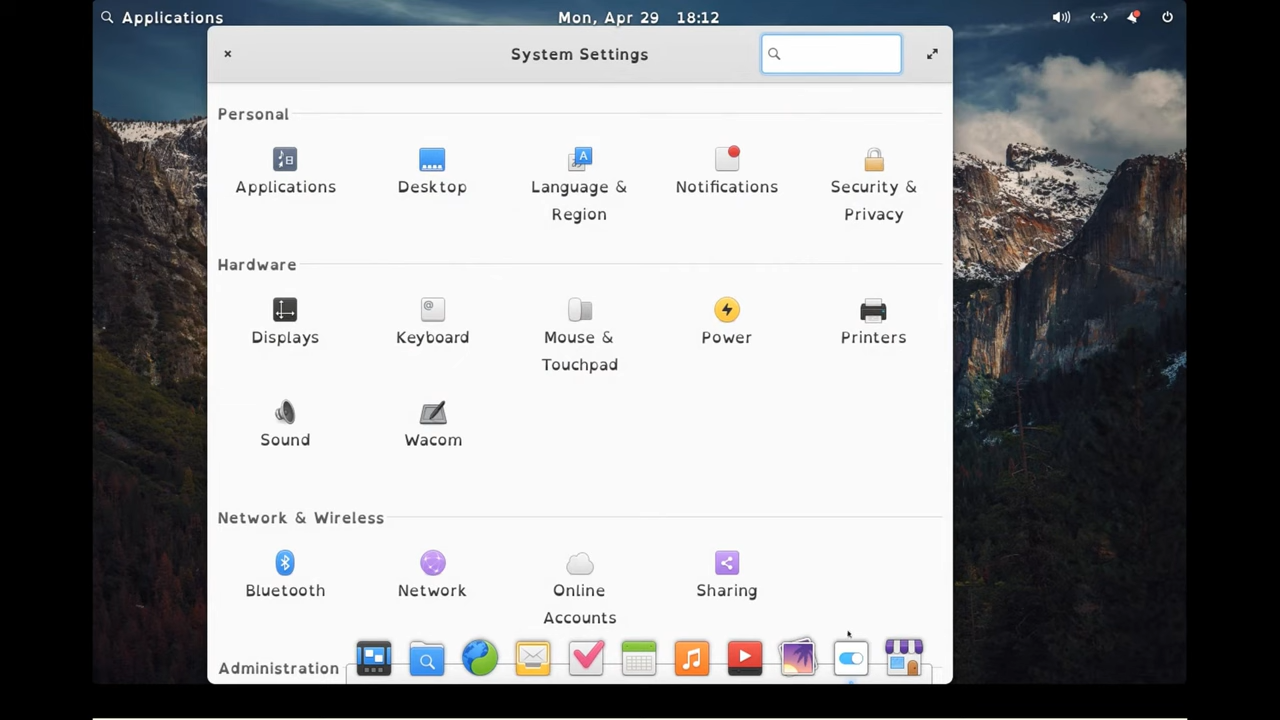 Applications
Mon, Apr 29 18:12
System Settings
Personal
Applications
Desktop
Language &
Region
Notifications
Security &
Privacy
Hardware
Displays
Keyboard
Mouse &
Touchpad
Power
Printers
Sound
Wacom
Network & Wireless
Bluetooth
Network
Online
Accounts
Sharing
Administration